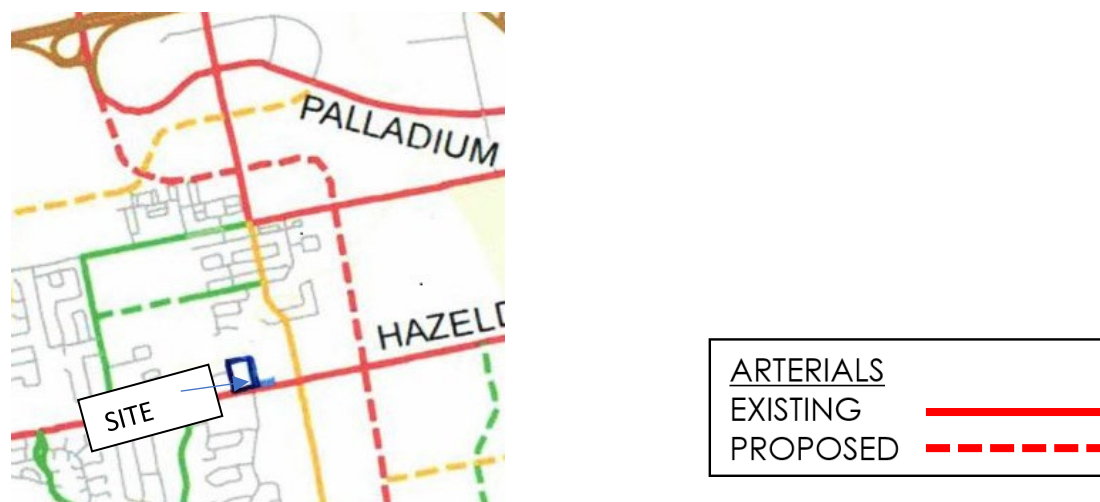 PALLADIUM
HAZELD
SITE
ARTERIALS
EXISTING
PROPOSED